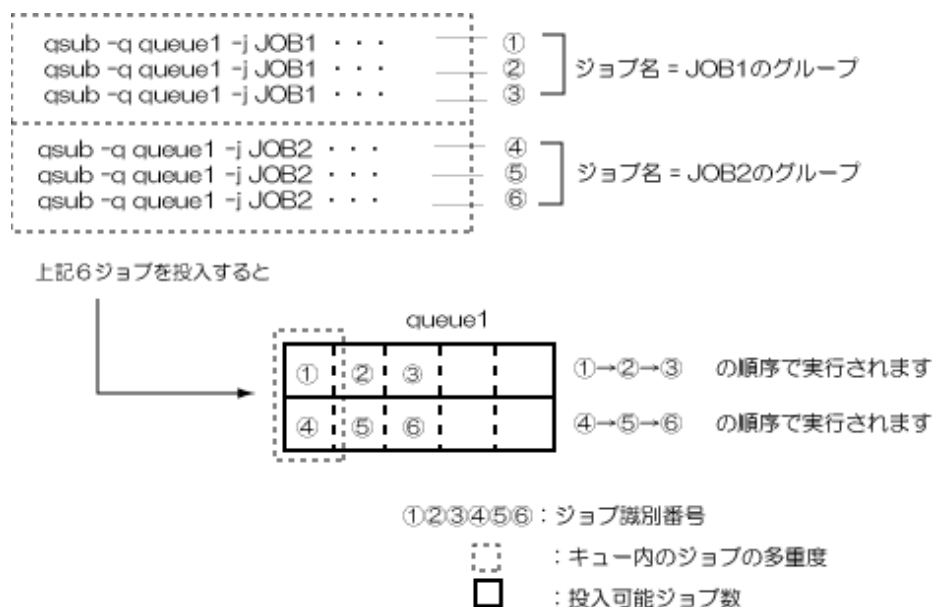 qsub -q queue1 -j JOB1 ・・・ ①
qsub -q queue1 -j JOB1 ・・・ ② ジョブ名 = JOB1のグループ
qsub -q queue1 -j JOB1 ・・・ ③
qsub -q queue1 -j JOB2 ・・・ ④
qsub -q queue1 -j JOB2 ・・・ ⑤ ジョブ名 = JOB2のグループ
qsub -q queue1 -j JOB2 ・・・ ⑥
上記6ジョブを投入すると
queue1
① ② ③ ①→②→③ の順序で実行されます
④ ⑤ ⑥ ④→⑤→⑥ の順序で実行されます
①②③④⑤⑥：ジョブ識別番号
：キュー内のジョブの多重度
：投入可能ジョブ数